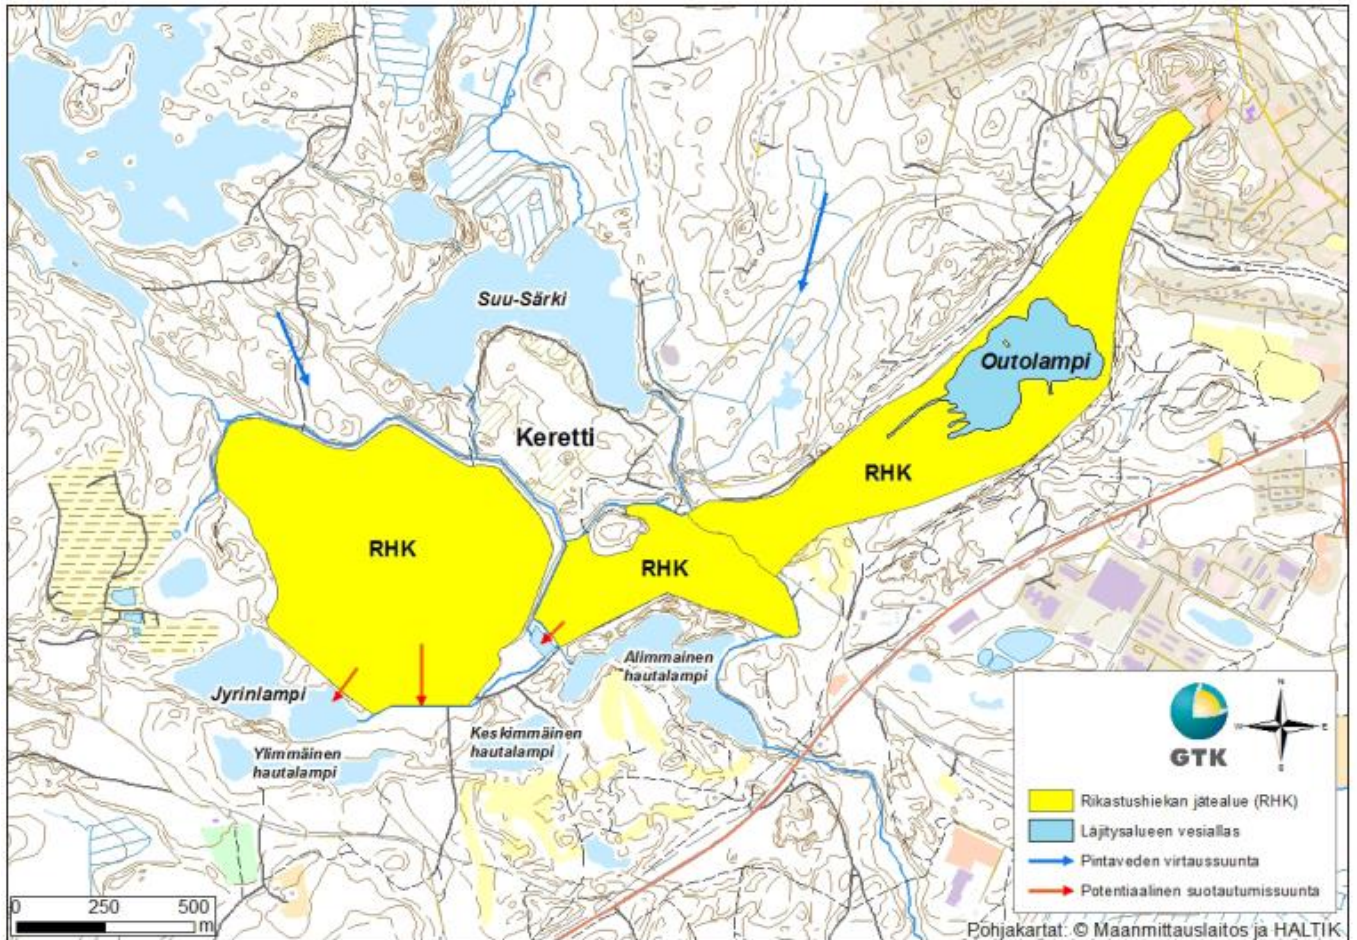 Suu-Särki
Outolampi
Keretti
RHK
RHK
RHK
Alimmainen
hautalampi
Jyrinlampi
Keskimmäinen
hautalampi
Ylimmäinen
hautalampi
N
W
E
S
GTK
Rikastushiekan jätealue (RHK)
Läjitysalueen vesiallas
Pintaveden virtaussuunta
Potentiaalinen suotautumissuunta
0 250 500
m
Pohjakartat: © Maanmittauslaitos ja HALTIK